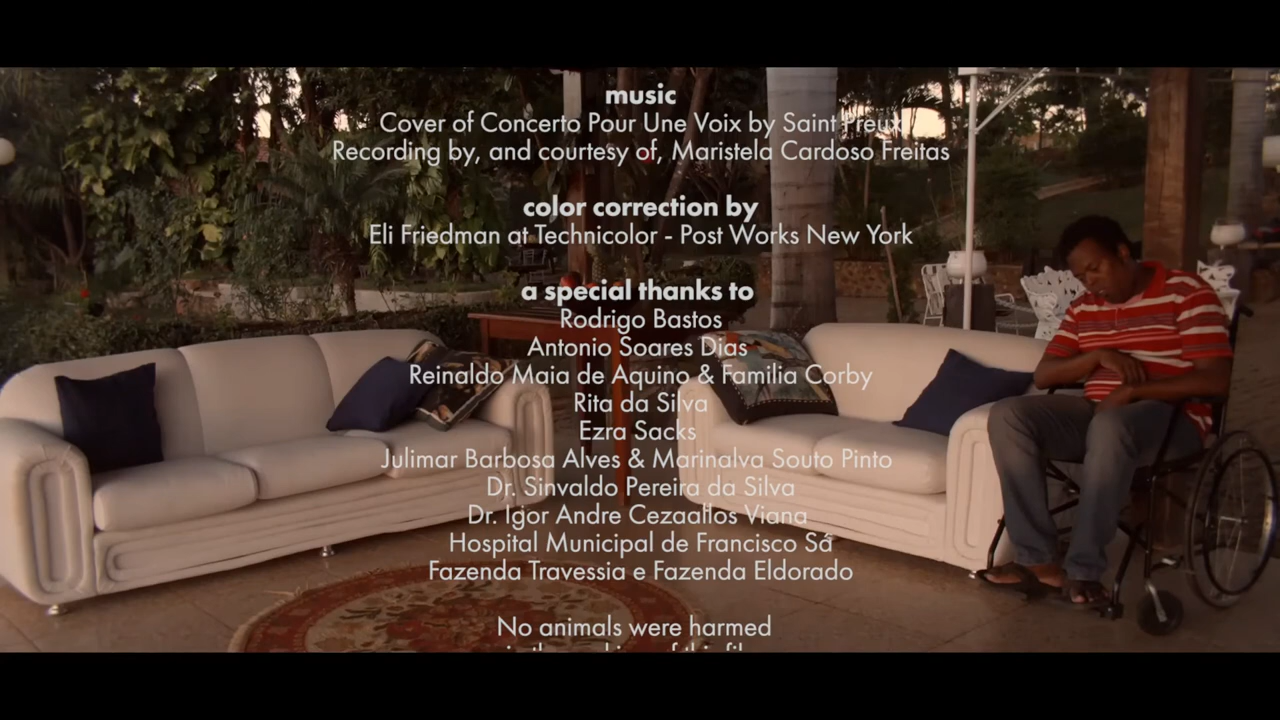 music
Cover of Concerto Pour Une Voix by Saint Preux
Recording by, and courtesy of, Maristela Cardoso Freitas
color correction by
Eli Friedman at Technicolor - Post Works New York
a special thanks to
Rodrigo Bastos
Antonio Soares Dias
Reinaldo Maia de Aquino & Familia Corby
Rita da Silva
Ezra Sacks
Julimar Barbosa Alves & Marinalva Souto Pinto
Dr. Sinvaldo Pereira da Silva
Dr. Igor Andre Cezaallos Viana
Hospital Municipal de Francisco Sá
Fazenda Travessia e Fazenda Eldorado
No animals were harmed